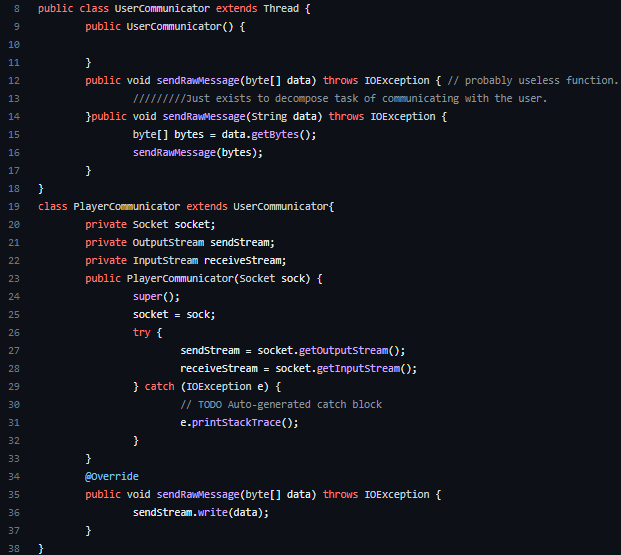 8 public class UserCommunicator extends Thread {
9 public UserCommunicator() {
10
11 }
12 public void sendRawMessage(byte[] data) throws IOException { // probably useless function.
13 /////////Just exists to decompose task of communicating with the user.
14 }public void sendRawMessage(String data) throws IOException {
15 byte[] bytes = data.getBytes();
16 sendRawMessage(bytes);
17 }
18 }
19 class PlayerCommunicator extends UserCommunicator{
20 private Socket socket;
21 private OutputStream sendStream;
22 private InputStream receiveStream;
23 public PlayerCommunicator(Socket sock) {
24 super();
25 socket = sock;
26 try {
27 sendStream = socket.getOutputStream();
28 receiveStream = socket.getInputStream();
29 } catch (IOException e) {
30 // TODO Auto-generated catch block
31 e.printStackTrace();
32 }
33 }
34 @Override
35 public void sendRawMessage(byte[] data) throws IOException {
36 sendStream.write(data);
37 }
38 }